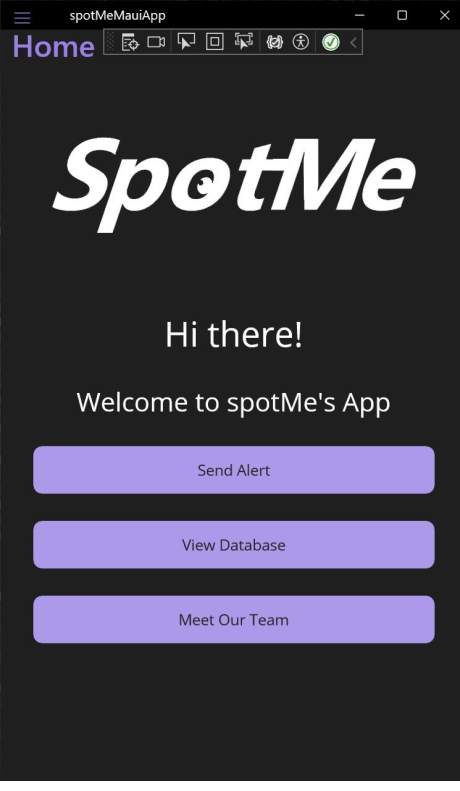 spotMeMauiApp
Home
SpotMe
Hi there!
Welcome to spotMe's App
Send Alert
View Database
Meet Our Team